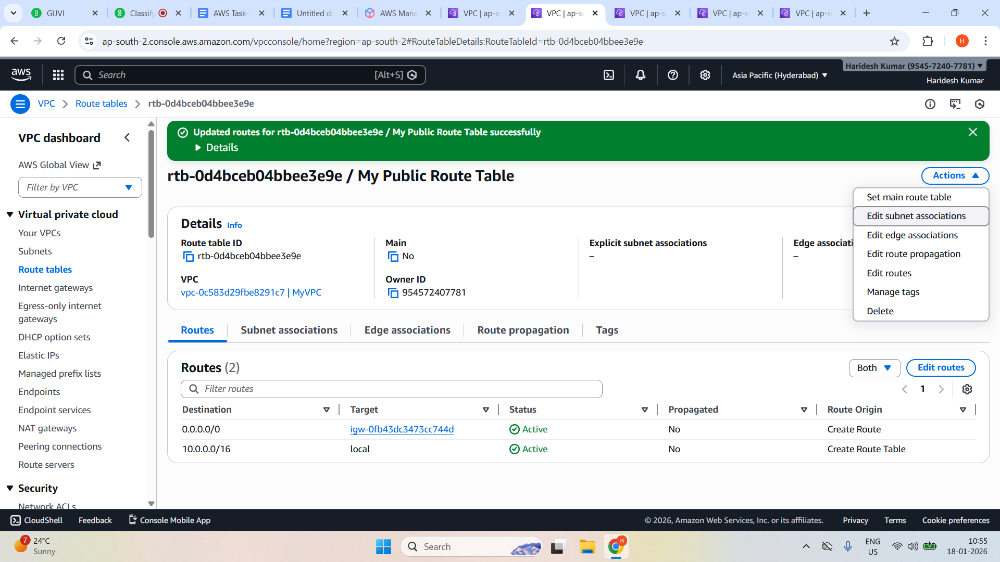 GUVI
Classify
AWS Task-
Untitled do
AWS Mana
VPC | ap-s
VPC | ap-s
VPC | ap-s
VPC | ap-s
VPC | ap-s
ap-south-2.console.aws.amazon.com/vpcconsole/home?region=ap-south-2#RouteTableDetails:RouteTableId=rtb-0d4bceb04bbee3e9e
H
aws
Search
[Alt+S]
Asia Pacific (Hyderabad)
Haridesh Kumar (9545-7240-7781)
Haridesh Kumar
VPC
Route tables
rtb-0d4bceb04bbee3e9e
VPC dashboard
AWS Global View
Filter by VPC
Virtual private cloud
Your VPCs
Subnets
Route tables
Internet gateways
Egress-only internet
gateways
DHCP option sets
Elastic IPs
Managed prefix lists
Endpoints
Endpoint services
NAT gateways
Peering connections
Route servers
Security
Network ACLs
Updated routes for rtb-0d4bceb04bbee3e9e / My Public Route Table successfully
Details
rtb-0d4bceb04bbee3e9e / My Public Route Table
Actions
Set main route table
Edit subnet associations
Edit edge associations
Edit route propagation
Edit routes
Manage tags
Delete
Details Info
Route table ID
rtb-0d4bceb04bbee3e9e
Main
No
Explicit subnet associations
–
Edge associati
–
VPC
vpc-0c583d29fbe8291c7 | MyVPC
Owner ID
954572407781
Routes
Subnet associations
Edge associations
Route propagation
Tags
Routes (2)
Both
Edit routes
Filter routes
1
Destination Target Status Propagated Route Origin
0.0.0.0/0 igw-0fb43dc3473cc744d Active No Create Route
10.0.0.0/16 local Active No Create Route Table
CloudShell Feedback Console Mobile App
© 2026, Amazon Web Services, Inc. or its affiliates. Privacy Terms Cookie preferences
7
24°C
Sunny
Search
H
ENG
US
10:55
18-01-2026